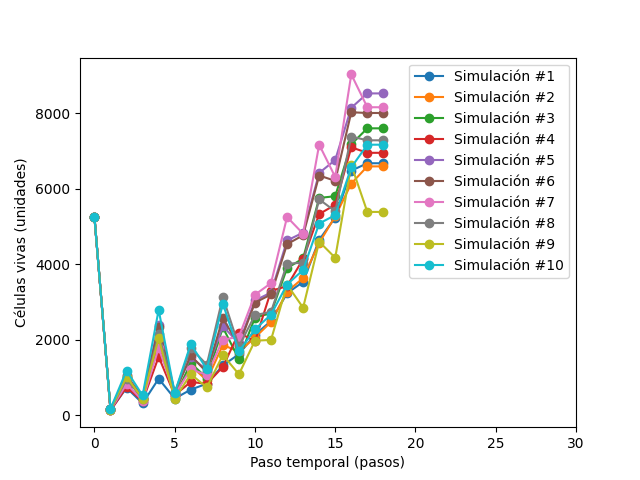 8000
6000
4000
2000
0
Células vivas (unidades)
0 5 10 15 20 25 30
Paso temporal (pasos)
Simulación #1
Simulación #2
Simulación #3
Simulación #4
Simulación #5
Simulación #6
Simulación #7
Simulación #8
Simulación #9
Simulación #10